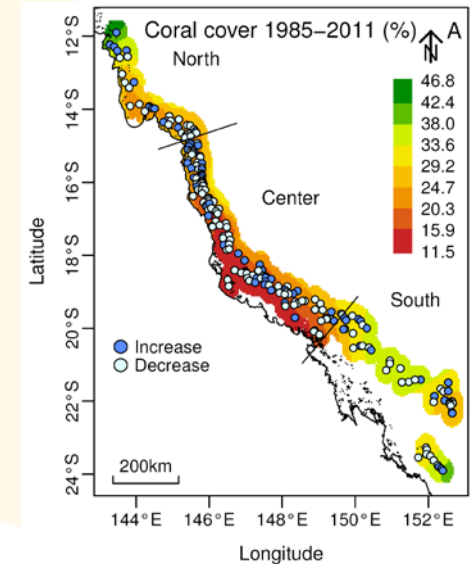 Coral cover 1985−2011 (%)
N
A
North
Center
South
46.8
42.4
38.0
33.6
29.2
24.7
20.3
15.9
11.5
12°S
14°S
16°S
18°S
20°S
22°S
24°S
Latitude
Increase
Decrease
200km
144°E 146°E 148°E 150°E 152°E
Longitude